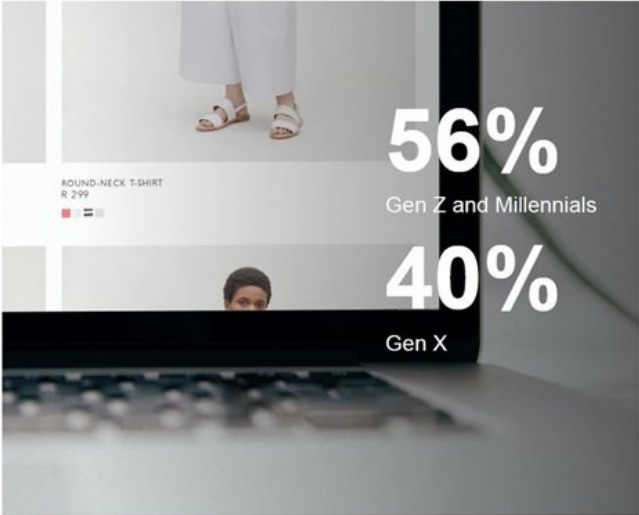 ROUND-NECK T-SHIRT
R 299
56%
Gen Z and Millennials
40%
Gen X